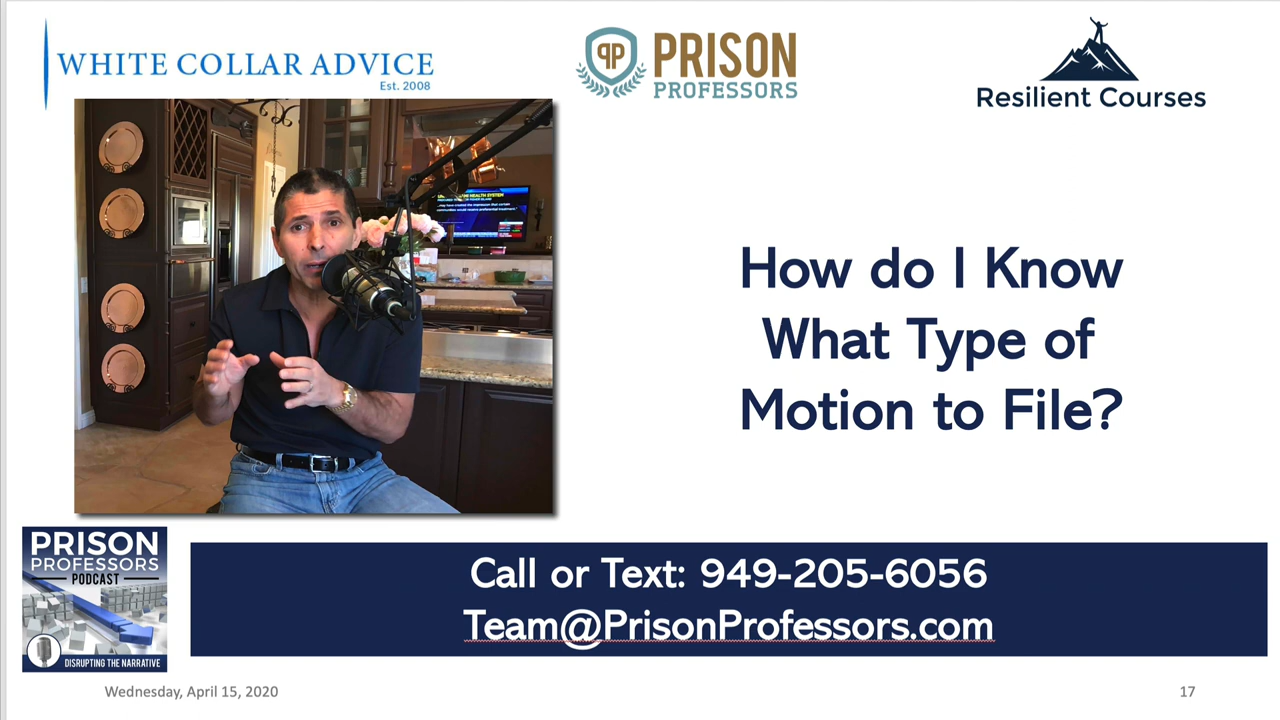 WHITE COLLAR ADVICE
Est. 2008
PRISON
PROFESSORS
Resilient Courses
How do I Know
What Type of
Motion to File?
PRISON
PROFESSORS
PODCAST
DISRUPTING THE NARRATIVE
Call or Text: 949-205-6056
Team@PrisonProfessors.com
Wednesday, April 15, 2020
17